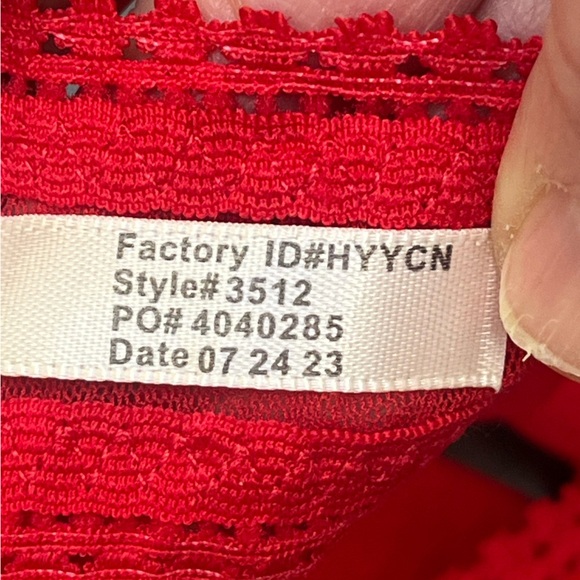 Factory ID#HYYCN
Style# 3512
PO# 4040285
Date 07 24 23